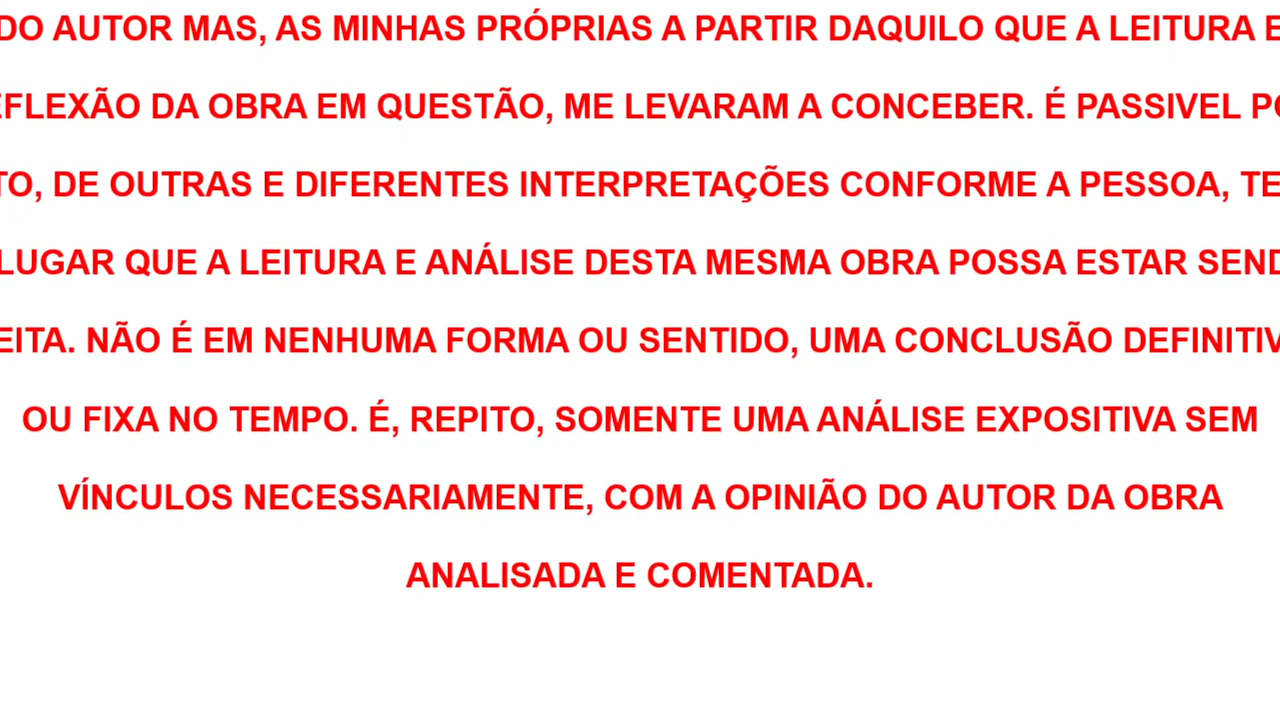 DO AUTOR MAS, AS MINHAS PRÓPRIAS A PARTIR DAQUILO QUE A LEITURA E
EFLEXÃO DA OBRA EM QUESTÃO, ME LEVARAM A CONCEBER. É PASSIVEL PO
TO, DE OUTRAS E DIFERENTES INTERPRETAÇÕES CONFORME A PESSOA, TE
LUGAR QUE A LEITURA E ANÁLISE DESTA MESMA OBRA POSSA ESTAR SEND
EITA. NÃO É EM NENHUMA FORMA OU SENTIDO, UMA CONCLUSÃO DEFINITIV
OU FIXA NO TEMPO. É, REPITO, SOMENTE UMA ANÁLISE EXPOSITIVA SEM
VÍNCULOS NECESSARIAMENTE, COM A OPINIÃO DO AUTOR DA OBRA
ANALISADA E COMENTADA.